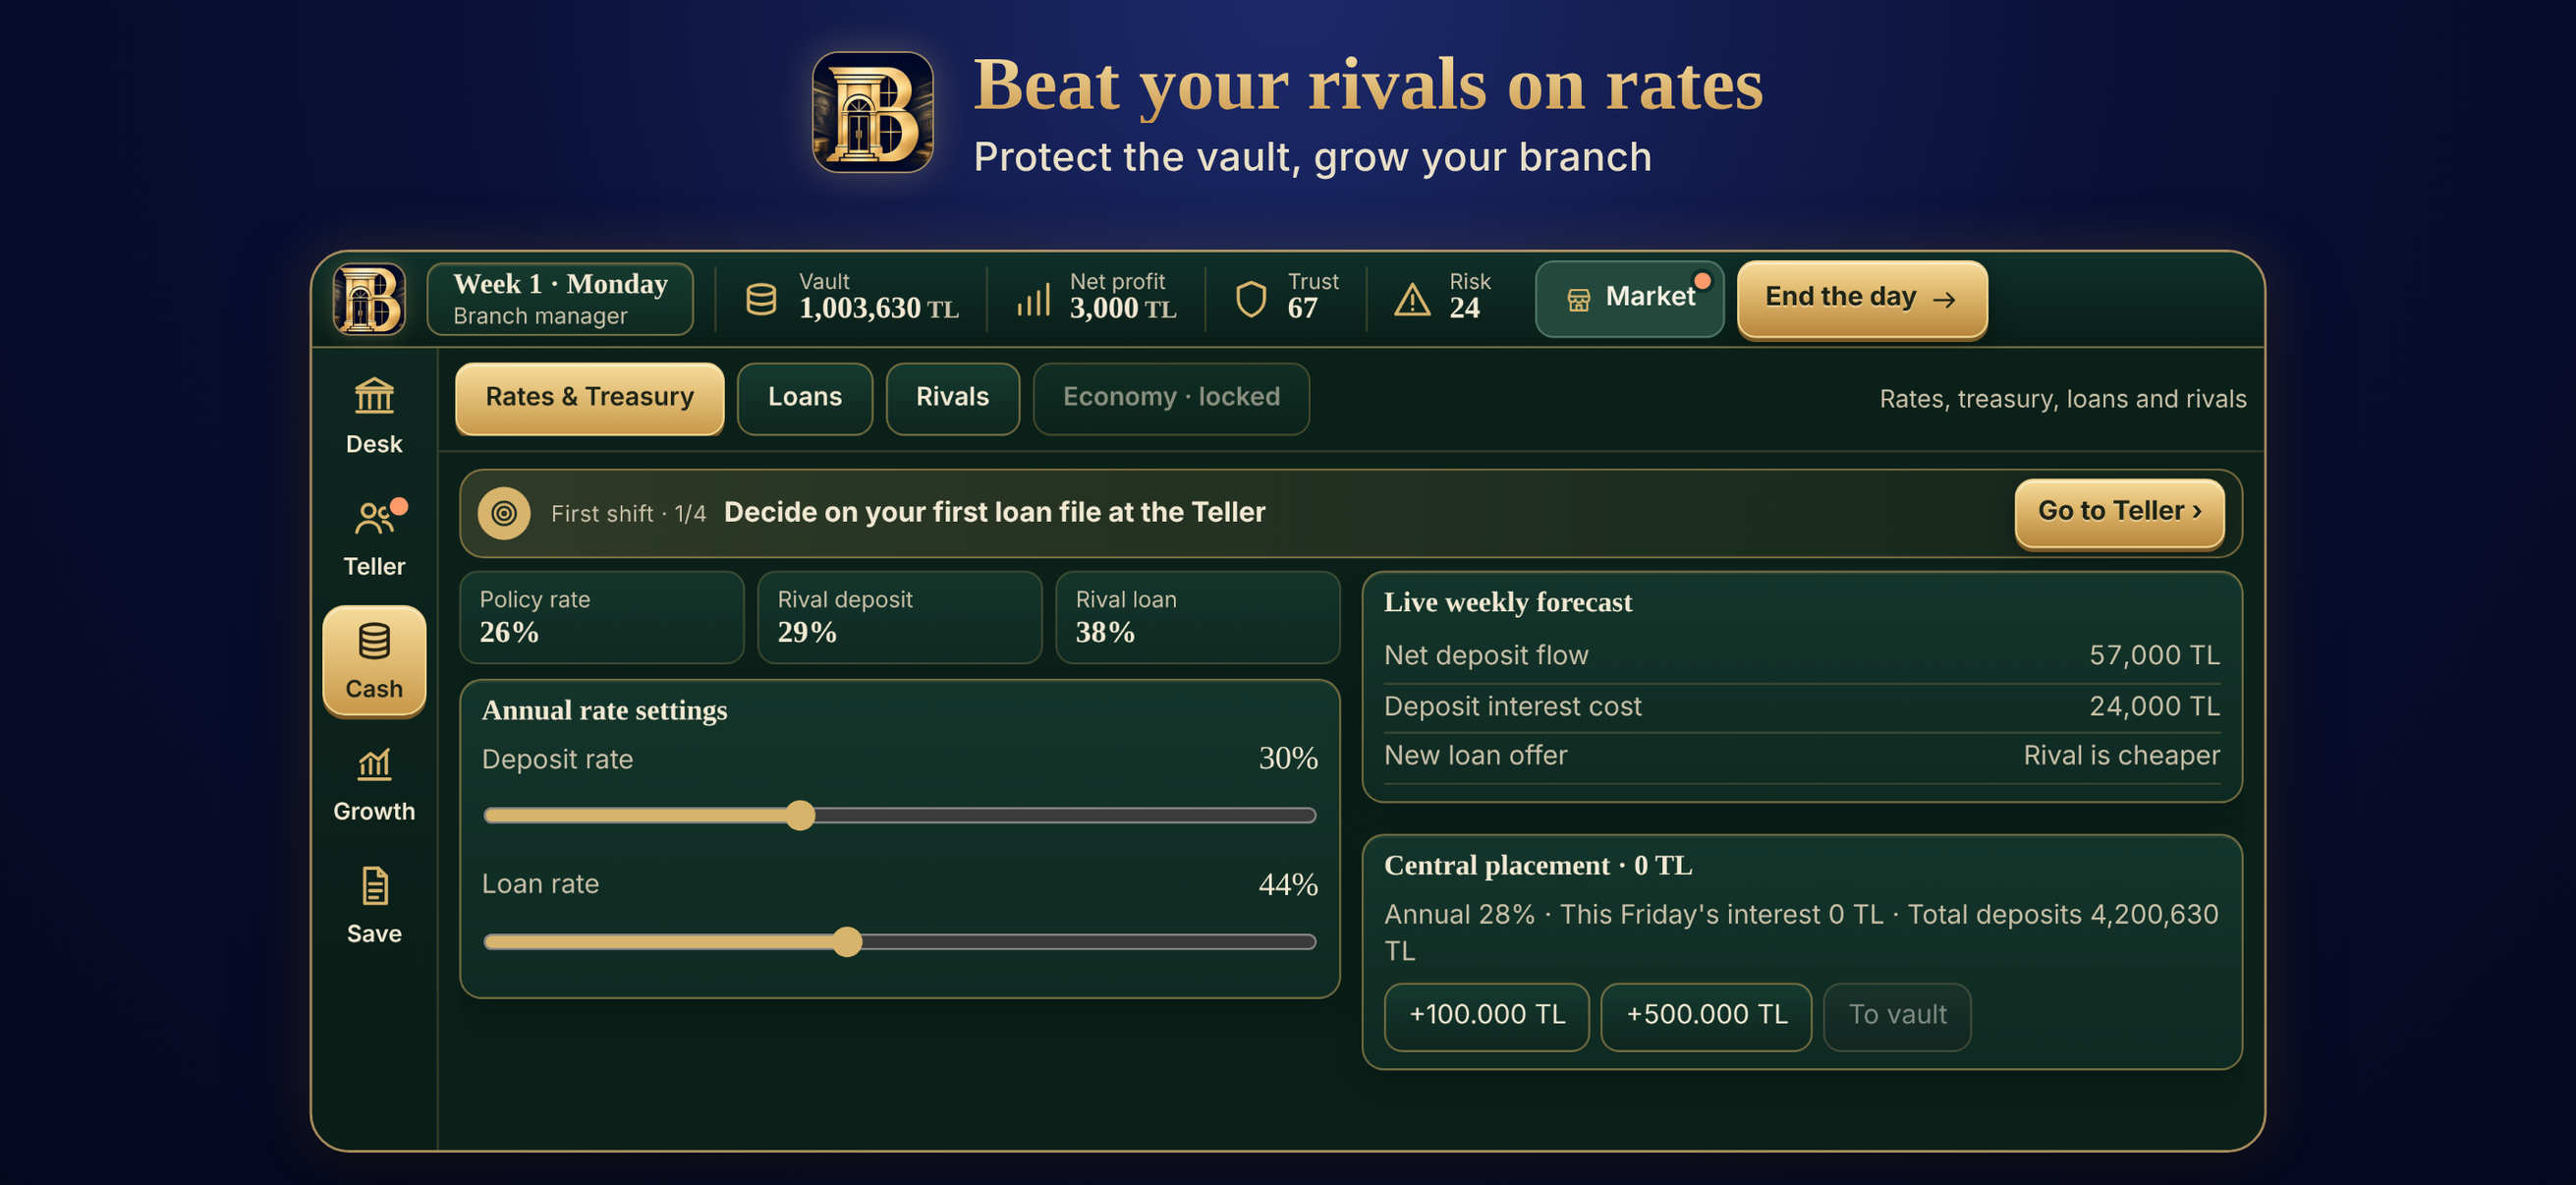 Beat your rivals on rates
Protect the vault, grow your branch
Week 1 · Monday
Branch manager
Vault
1,003,630 TL
Net profit
3,000 TL
Trust
67
Risk
24
Market
End the day →
Desk
Teller
Cash
Growth
Save
Rates & Treasury
Loans
Rivals
Economy · locked
Rates, treasury, loans and rivals
First shift · 1/4 Decide on your first loan file at the Teller
Go to Teller ›
Policy rate
26%
Rival deposit
29%
Rival loan
38%
Annual rate settings
Deposit rate 30%
Loan rate 44%
Live weekly forecast
Net deposit flow 57,000 TL
Deposit interest cost 24,000 TL
New loan offer Rival is cheaper
Central placement · 0 TL
Annual 28% · This Friday's interest 0 TL · Total deposits 4,200,630
TL
+100.000 TL
+500.000 TL
To vault